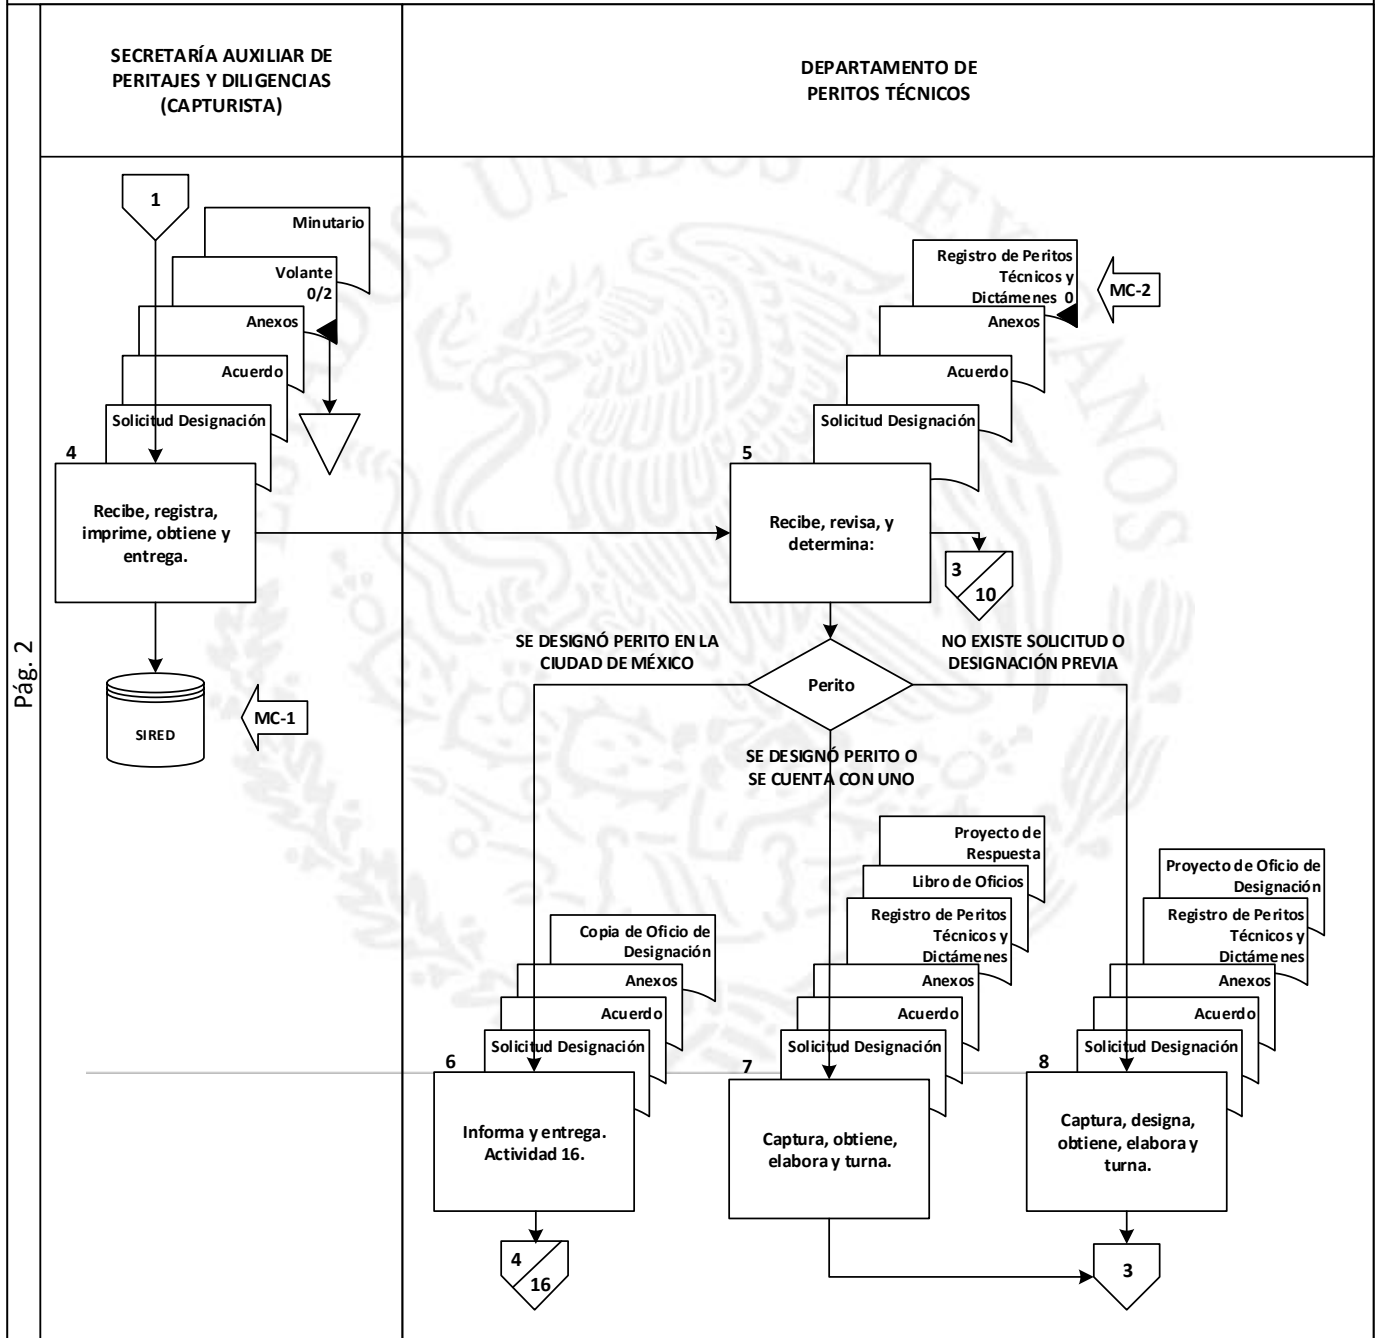 SECRETARÍA AUXILIAR DE
PERITAJES Y DILIGENCIAS
(CAPTURISTA)
DEPARTAMENTO DE
PERITOS TÉCNICOS
Pág. 2
UNIDOS MEXICANOS
1
Minutario
Volante
0/2
Anexos
Acuerdo
Solicitud Designación
4
Recibe, registra,
imprime, obtiene y
entrega.
SIRED
MC-1
Registro de Peritos
Técnicos y
Dictámenes 0
MC-2
Anexos
Acuerdo
Solicitud Designación
5
Recibe, revisa, y
determina:
3
10
SE DESIGNÓ PERITO EN LA
CIUDAD DE MÉXICO
NO EXISTE SOLICITUD O
DESIGNACIÓN PREVIA
Perito
SE DESIGNÓ PERITO O
SE CUENTA CON UNO
Copia de Oficio de
Designación
Anexos
Acuerdo
Solicitud Designación
6
Informa y entrega.
Actividad 16.
4
16
Proyecto de
Respuesta
Libro de Oficios
Registro de Peritos
Técnicos y
Dictámenes
Anexos
Acuerdo
Solicitud Designación
7
Captura, obtiene,
elabora y turna.
Proyecto de Oficio de
Designación
Registro de Peritos
Técnicos y
Dictámenes
Anexos
Acuerdo
Solicitud Designación
8
Captura, designa,
obtiene, elabora y
turna.
3